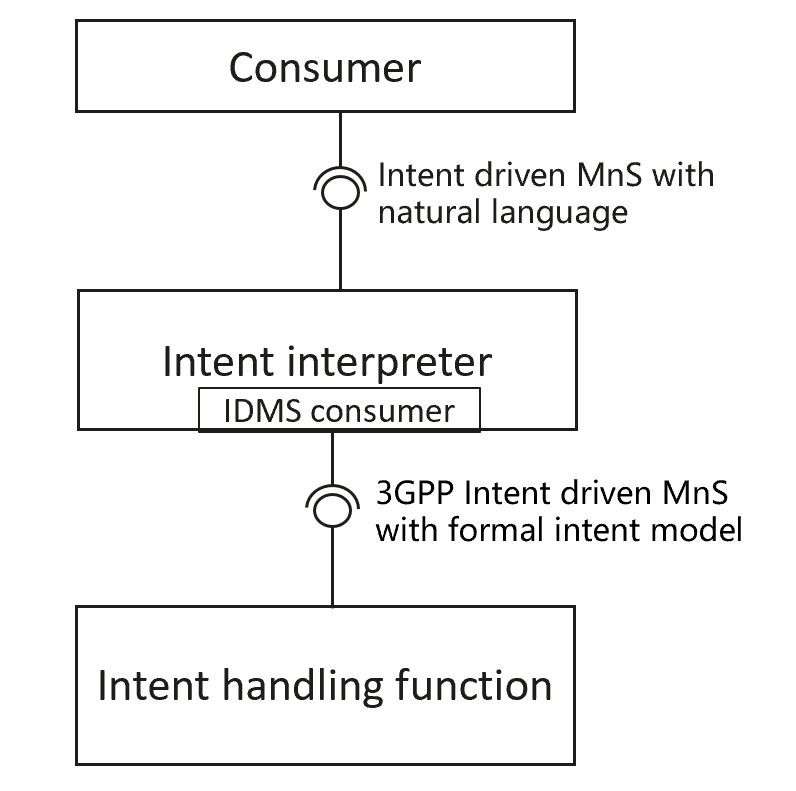 Consumer
Intent driven MnS with
natural language
Intent interpreter
IDMS consumer
3GPP Intent driven MnS
with formal intent model
Intent handling function